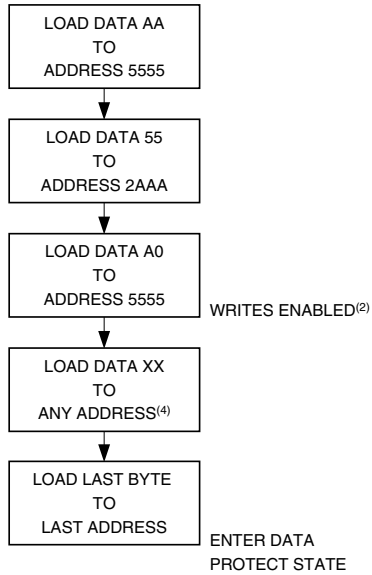 LOAD DATA AA
TO
ADDRESS 5555
LOAD DATA 55
TO
ADDRESS 2AAA
LOAD DATA A0
TO
ADDRESS 5555
WRITES ENABLED(2)
LOAD DATA XX
TO
ANY ADDRESS(4)
LOAD LAST BYTE
TO
LAST ADDRESS
ENTER DATA
PROTECT STATE